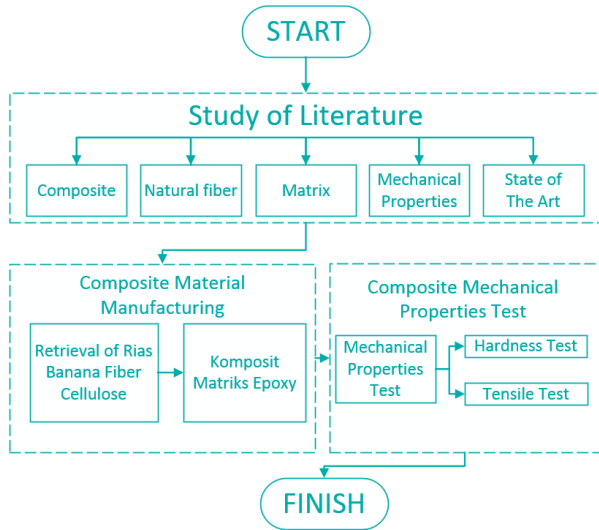 START
Study of Literature
Composite
Natural fiber
Matrix
Mechanical
Properties
State of
The Art
Composite Material
Manufacturing
Retrieval of Rias
Banana Fiber
Cellulose
Komposit
Matriks Epoxy
Composite Mechanical
Properties Test
Mechanical
Properties
Test
Hardness Test
Tensile Test
FINISH